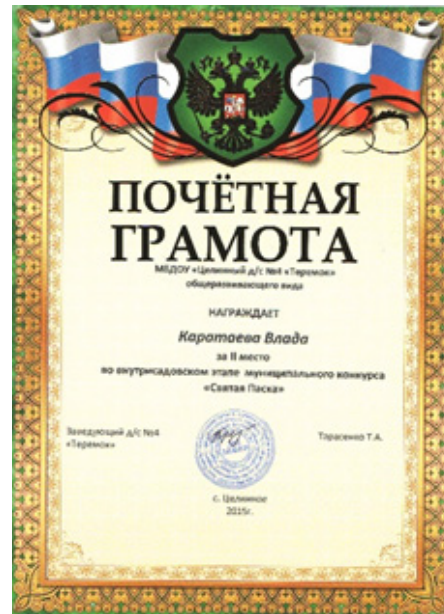 ПОЧЁТНАЯ
ГРАМОТА
МБДОУ «Целинный д/с №4 «Теремок»
общеразвивающего вида
НАГРАЖДАЕТ
Каратаева Влада
за II место
во внутрисадовском этапе муниципального конкурса
«Святая Пасха»
Заведующий д/с №4
«Теремок»
Тарасенко Т.А.
с. Целинное
2015г.